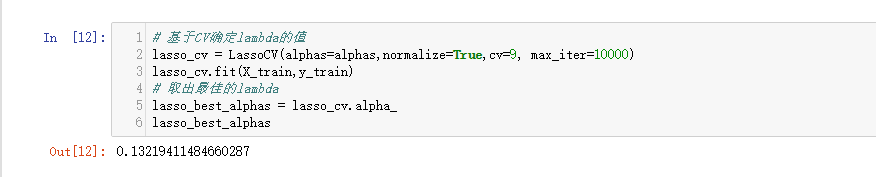 In [12]:
1 # 基于CV确定lambda的值
2 lasso_cv = LassoCV(alphas=alphas,normalize=True,cv=9, max_iter=10000)
3 lasso_cv.fit(X_train,y_train)
4 # 取出最佳的lambda
5 lasso_best_alphas = lasso_cv.alpha_
6 lasso_best_alphas
Out[12]: 0.13219411484660287